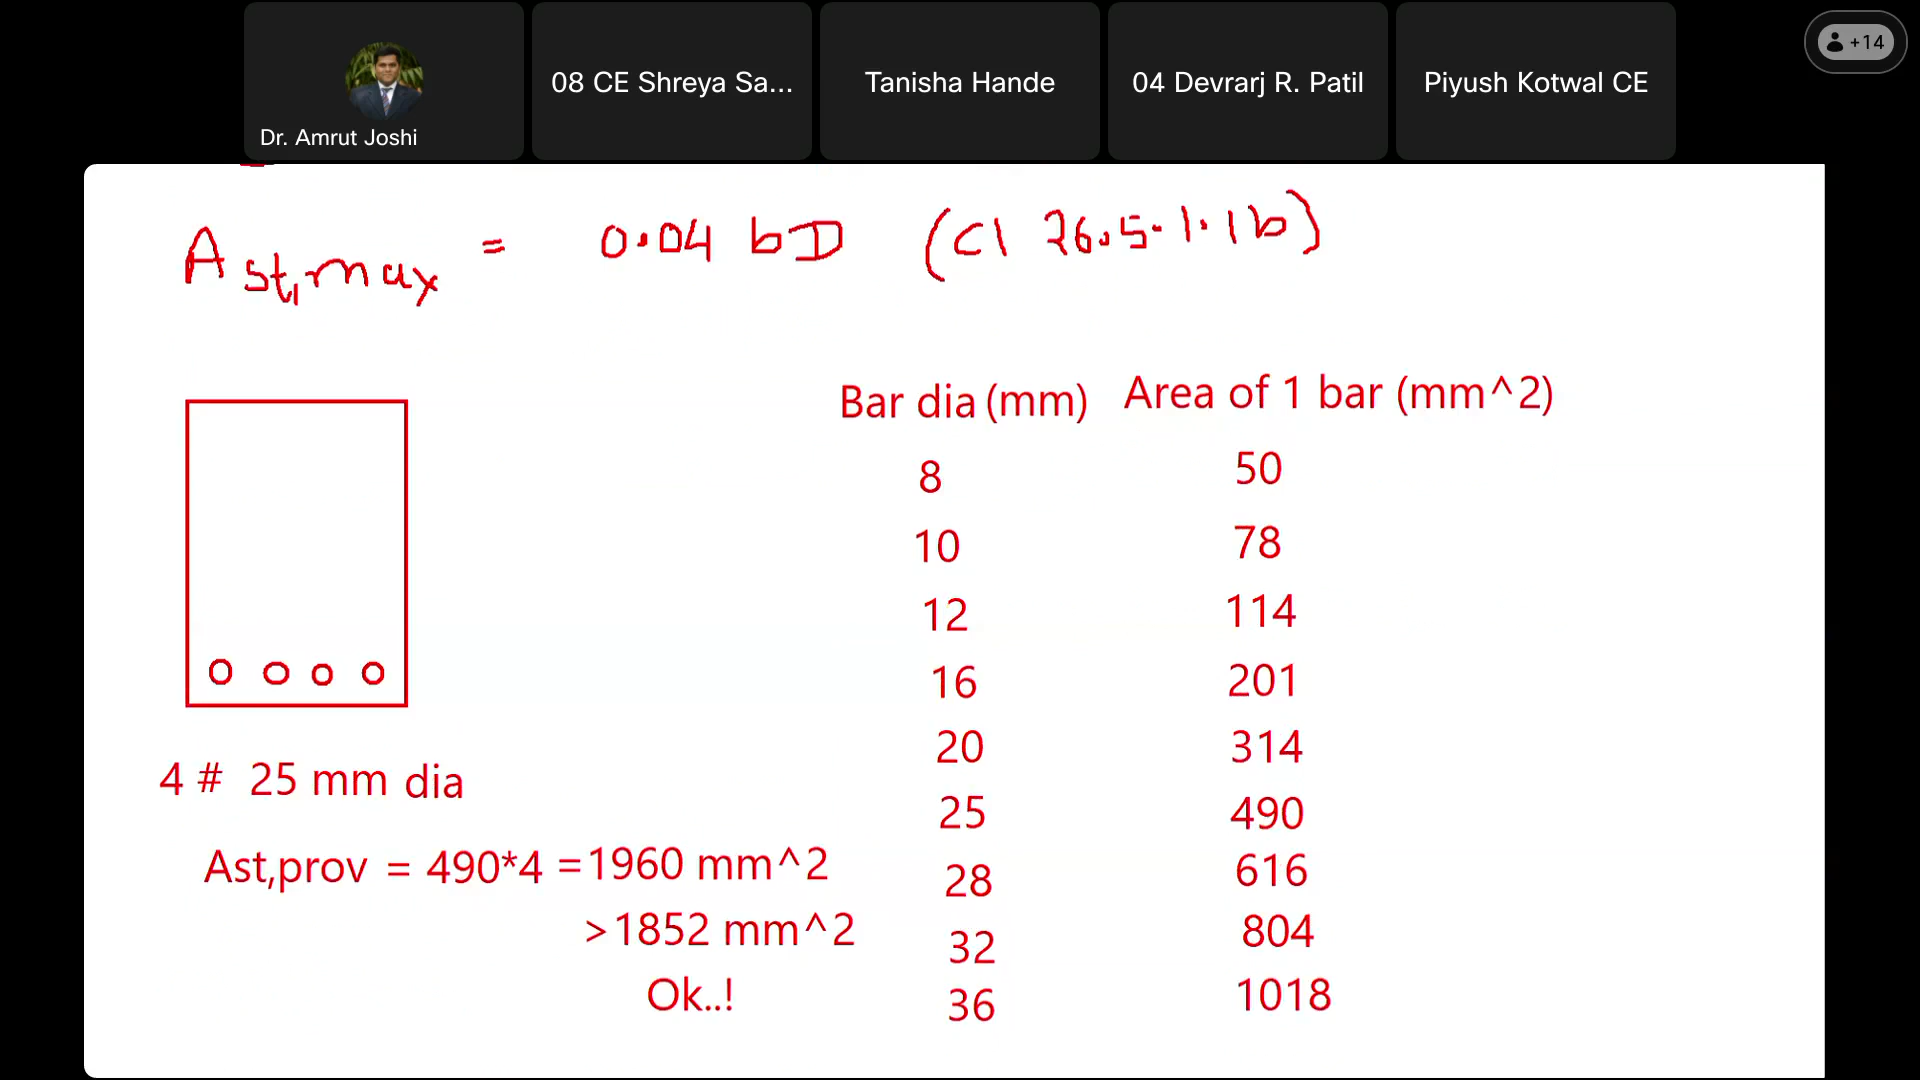 08 CE Shreya Sa...
Tanisha Hande
04 Devrarj R. Patil
Piyush Kotwal CE
+14
Dr. Amrut Joshi
Ast,max = 0.04 bD (Cl 26.5.1.1b)
Bar dia (mm) Area of 1 bar (mm^2)
8 50
10 78
12 114
16 201
20 314
25 490
28 616
32 804
36 1018
4 # 25 mm dia
Ast,prov = 490*4 =1960 mm^2
>1852 mm^2
Ok..!